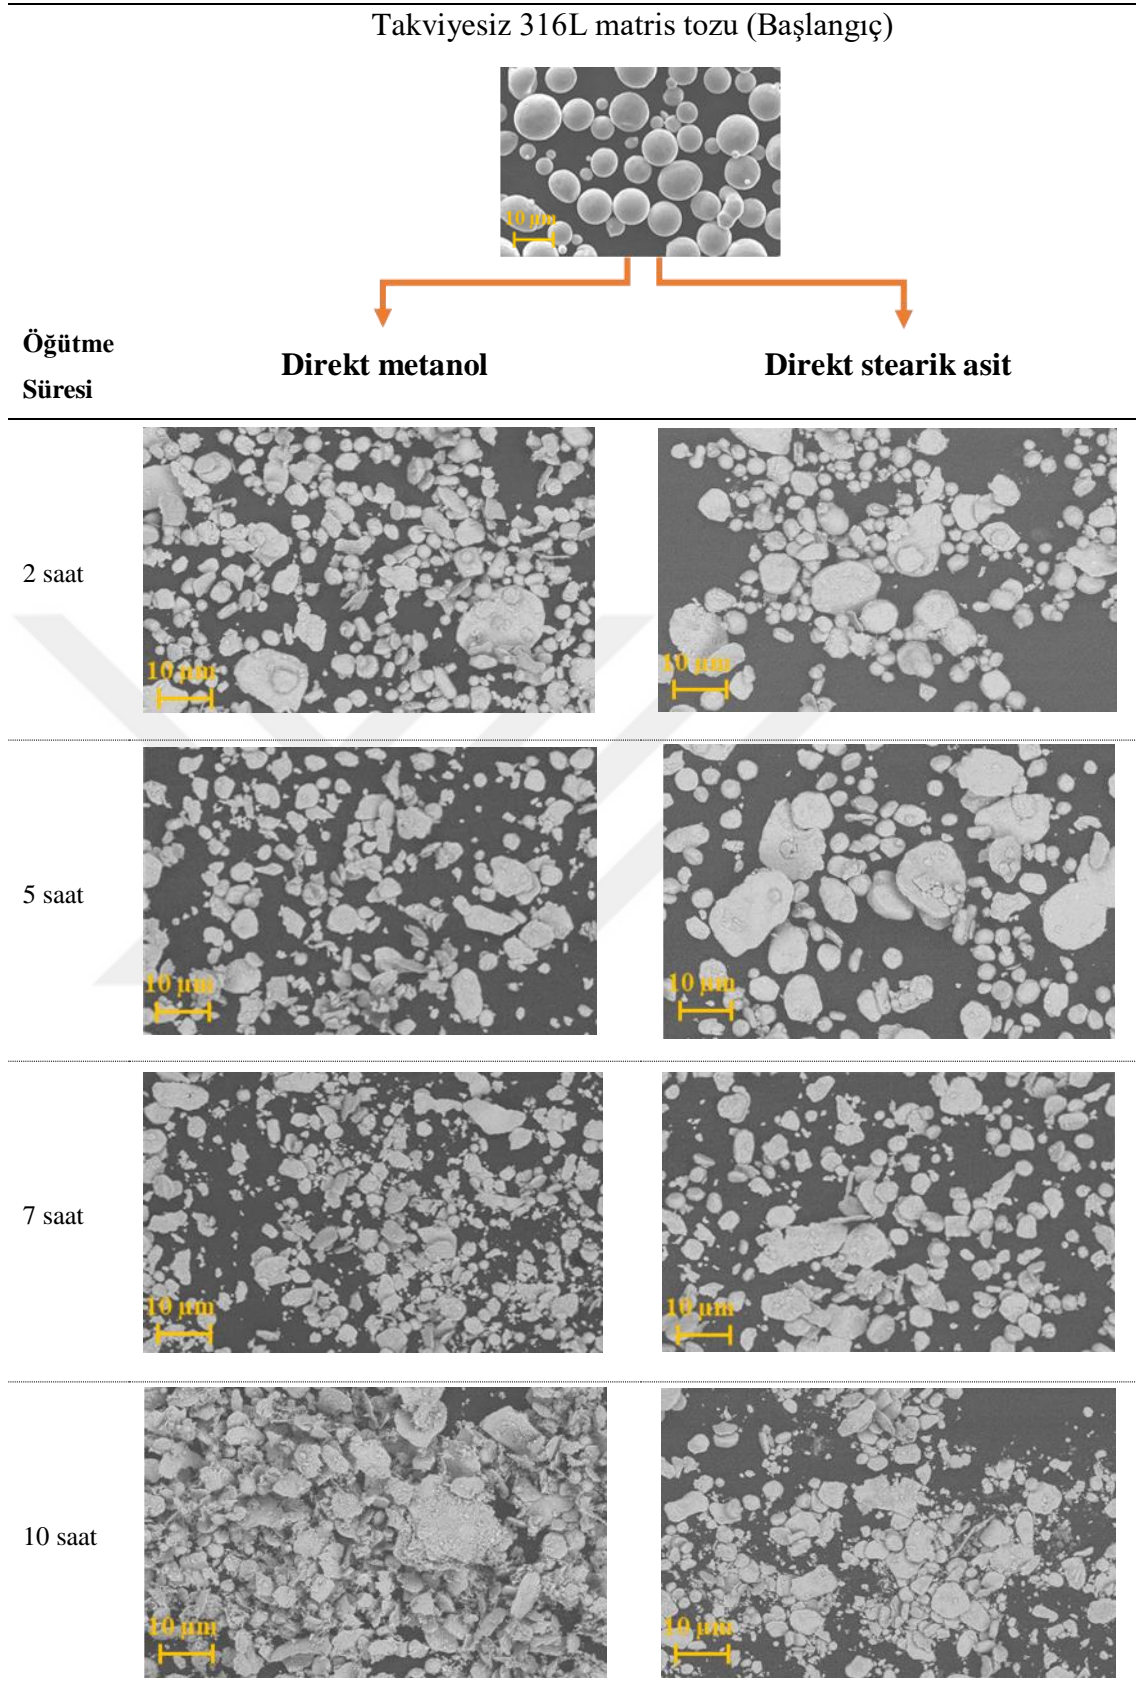 Takviyesiz 316L matris tozu (Başlangıç)
10 µm
Öğütme
Süresi
Direkt metanol
Direkt stearik asit
2 saat
10 µm
10 µm
5 saat
10 µm
10 µm
7 saat
10 µm
10 µm
10 saat
10 µm
10 µm